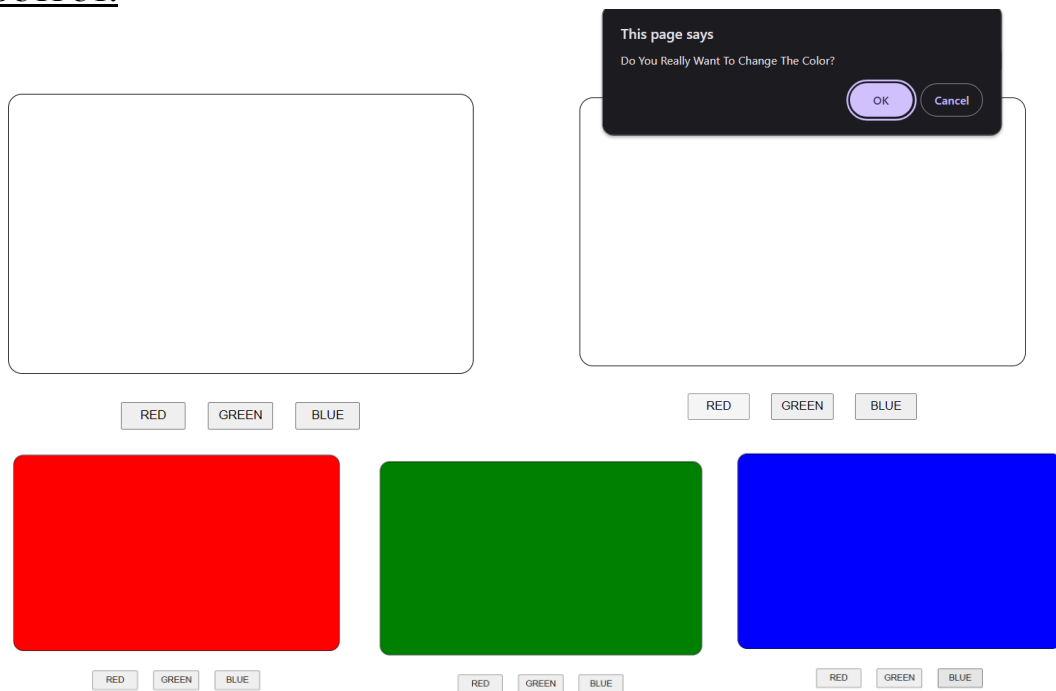 This page says
Do You Really Want To Change The Color?
OK Cancel
RED GREEN BLUE
RED GREEN BLUE
RED GREEN BLUE
RED GREEN BLUE
RED GREEN BLUE